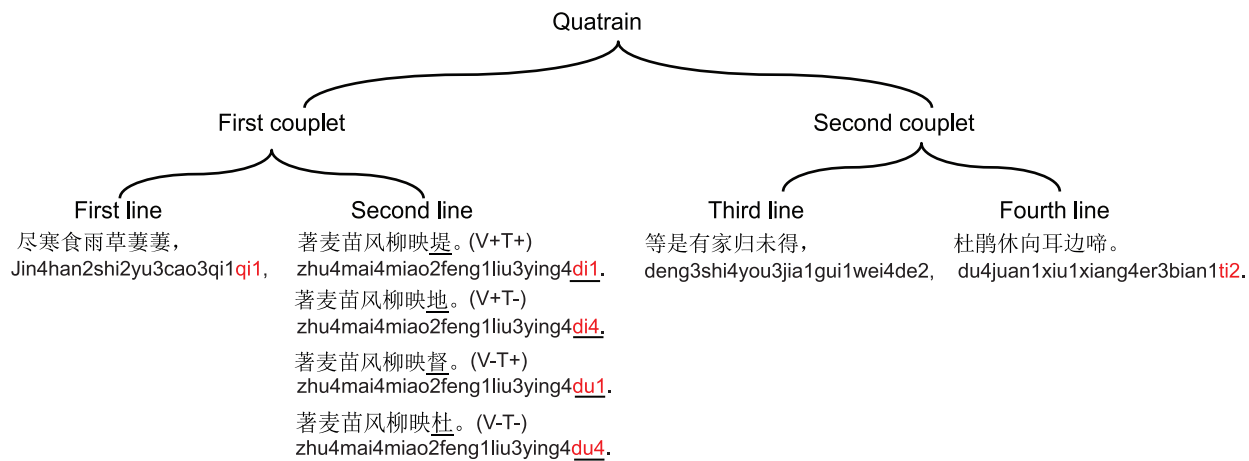 Quatrain
First couplet
Second couplet
First line
Second line
Third line
Fourth line
尽寒食雨草萋萋，
Jin4han2shi2yu3cao3qi1qi1,
著麦苗风柳映堤。(V+T+)
zhu4mai4miao2feng1liu3ying4di1.
著麦苗风柳映地。(V+T-)
zhu4mai4miao2feng1liu3ying4di4.
著麦苗风柳映督。(V-T+)
zhu4mai4miao2feng1liu3ying4du1.
著麦苗风柳映杜。(V-T-)
zhu4mai4miao2feng1liu3ying4du4.
等是有家归未得，
deng3shi4you3jia1gui1wei4de2,
杜鹃休向耳边啼。
du4juan1xiu1xiang4er3bian1ti2.